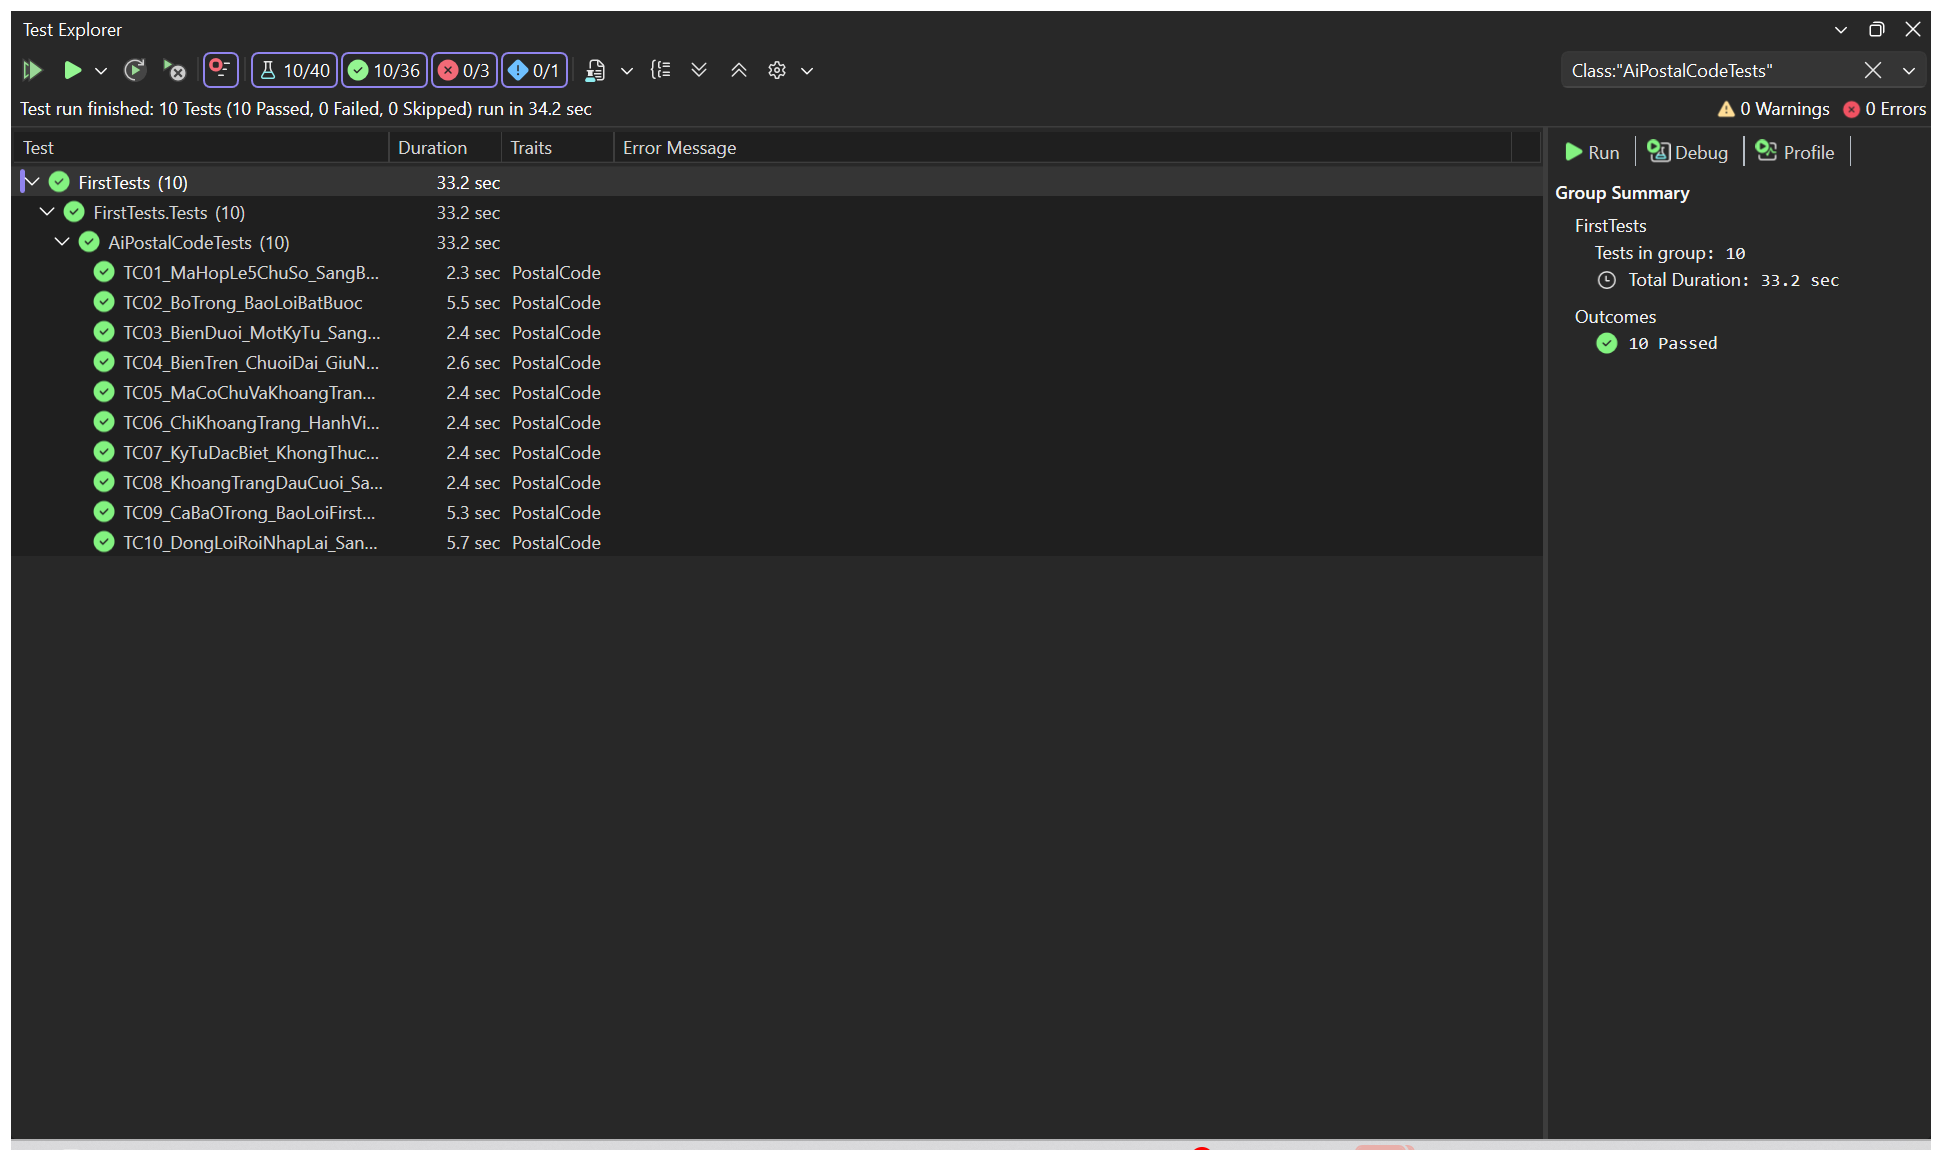 Test Explorer
10/40 10/36 0/3 0/1
Class:"AiPostalCodeTests"
Test run finished: 10 Tests (10 Passed, 0 Failed, 0 Skipped) run in 34.2 sec
0 Warnings 0 Errors
Test Duration Traits Error Message
FirstTests (10) 33.2 sec
FirstTests.Tests (10) 33.2 sec
AiPostalCodeTests (10) 33.2 sec
TC01_MaHopLe5ChuSo_SangB... 2.3 sec PostalCode
TC02_BoTrong_BaoLoiBatBuoc 5.5 sec PostalCode
TC03_BienDuoi_MotKyTu_Sang... 2.4 sec PostalCode
TC04_BienTren_ChuoiDai_GiuN... 2.6 sec PostalCode
TC05_MaCoChuVaKhoangTran... 2.4 sec PostalCode
TC06_ChiKhoangTrang_HanhVi... 2.4 sec PostalCode
TC07_KyTuDacBiet_KhongThuc... 2.4 sec PostalCode
TC08_KhoangTrangDauCuoi_Sa... 2.4 sec PostalCode
TC09_CaBaOTrong_BaoLoiFirst... 5.3 sec PostalCode
TC10_DongLoiRoiNhapLai_San... 5.7 sec PostalCode
Run Debug Profile
Group Summary
FirstTests
Tests in group: 10
Total Duration: 33.2 sec
Outcomes
10 Passed